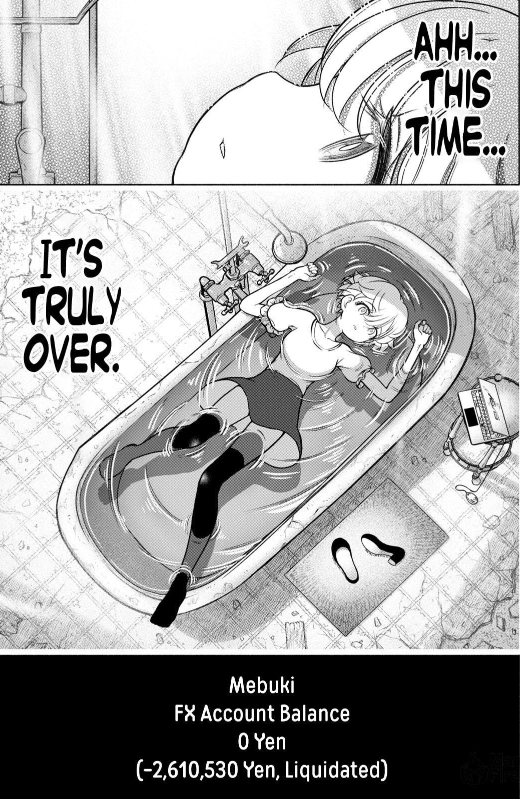 AHH...
THIS
TIME...
IT'S
TRULY
OVER.
Mebuki
FX Account Balance
0 Yen
(-2,610,530 Yen, Liquidated)